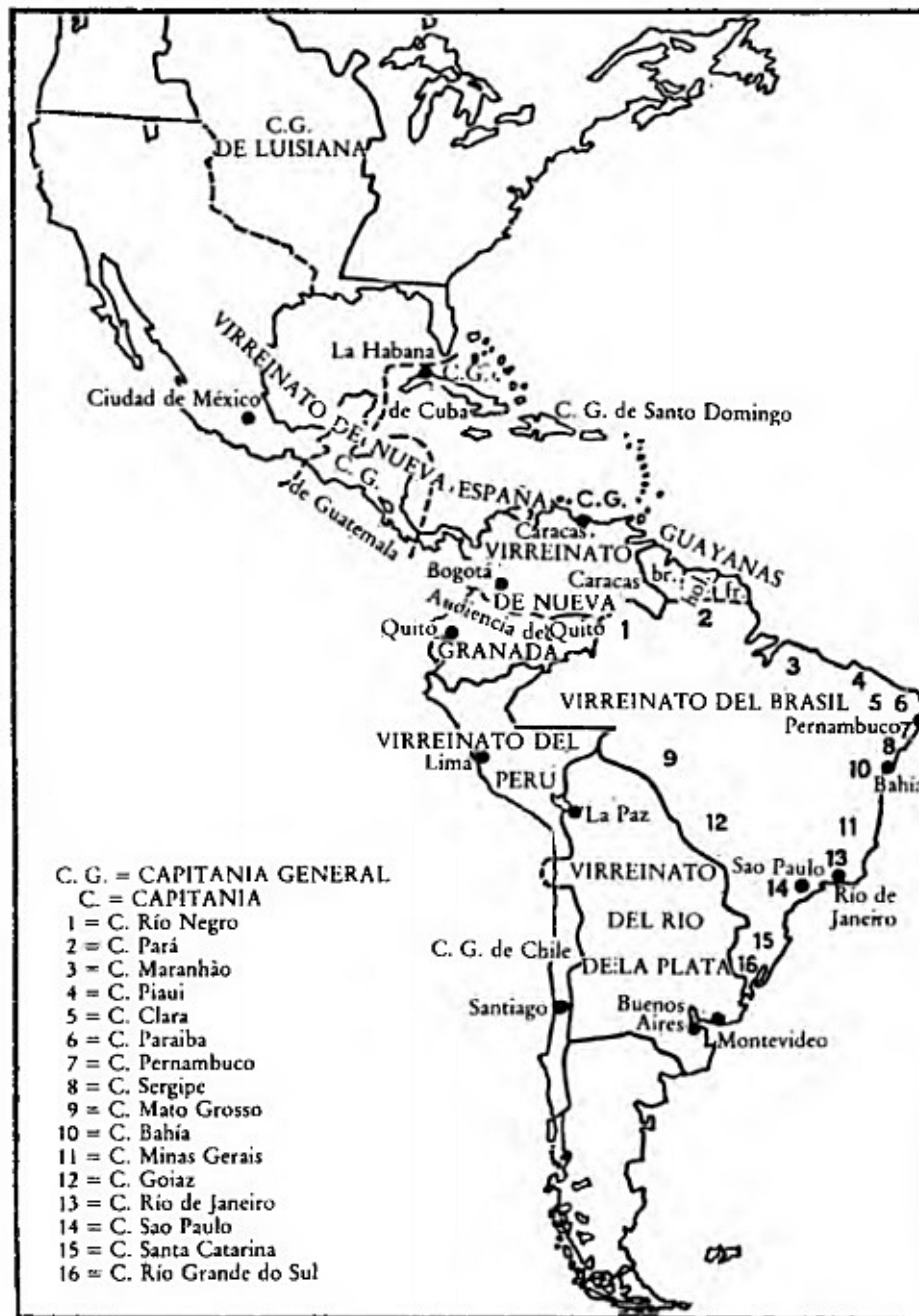 C.G.
DE LUISIANA
VIRREINATO DE NUEVA ESPAÑA
La Habana
C.G.
de Cuba
Ciudad de México
C. G. de Santo Domingo
C. G.
de Guatemala
C.G.
Caracas
GUAYANAS
br.
hol.
fr.
VIRREINATO
Bogotá
Caracas
DE NUEVA
Audiencia de Quito
1
2
Quito
GRANADA
3
4
VIRREINATO DEL BRASIL
5
6
Pernambuco
7
8
VIRREINATO DEL
Lima
PERÚ
9
10
Bahia
La Paz
12
11
VIRREINATO
Sao Paulo
13
14
Río de
Janeiro
DEL RIO
C. G. de Chile
15
DE LA PLATA
16
Santiago
Buenos
Aires
Montevideo
C. G. = CAPITANIA GENERAL
C. = CAPITANIA
1 = C. Río Negro
2 = C. Pará
3 = C. Maranhão
4 = C. Piaui
5 = C. Clara
6 = C. Paraiba
7 = C. Pernambuco
8 = C. Sergipe
9 = C. Mato Grosso
10 = C. Bahía
11 = C. Minas Gerais
12 = C. Goiaz
13 = C. Río de Janeiro
14 = C. Sao Paulo
15 = C. Santa Catarina
16 = C. Río Grande do Sul